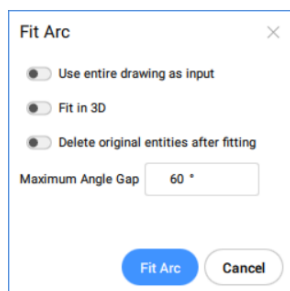 Fit Arc
Use entire drawing as input
Fit in 3D
Delete original entities after fitting
Maximum Angle Gap 60 °
Fit Arc Cancel